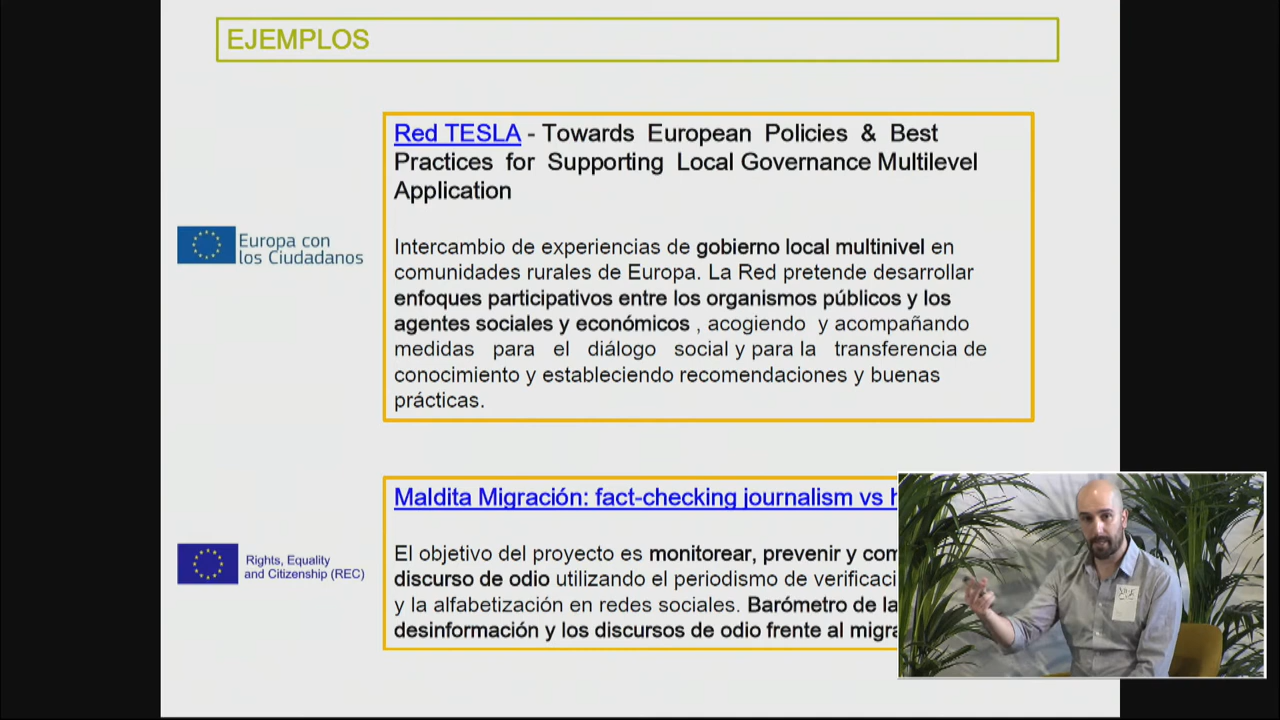 EJEMPLOS
Red TESLA - Towards European Policies & Best
Practices for Supporting Local Governance Multilevel
Application
Europa con
los Ciudadanos
Intercambio de experiencias de gobierno local multinivel en
comunidades rurales de Europa. La Red pretende desarrollar
enfoques participativos entre los organismos públicos y los
agentes sociales y económicos , acogiendo y acompañando
medidas para el diálogo social y para la transferencia de
conocimiento y estableciendo recomendaciones y buenas
prácticas.
Maldita Migración: fact-checking journalism vs
Rights, Equality
and Citizenship (REC)
El objetivo del proyecto es monitorear, prevenir y
discurso de odio utilizando el periodismo de
y la alfabetización en redes sociales. Barómetro de la
desinformación y los discursos de odio frente al